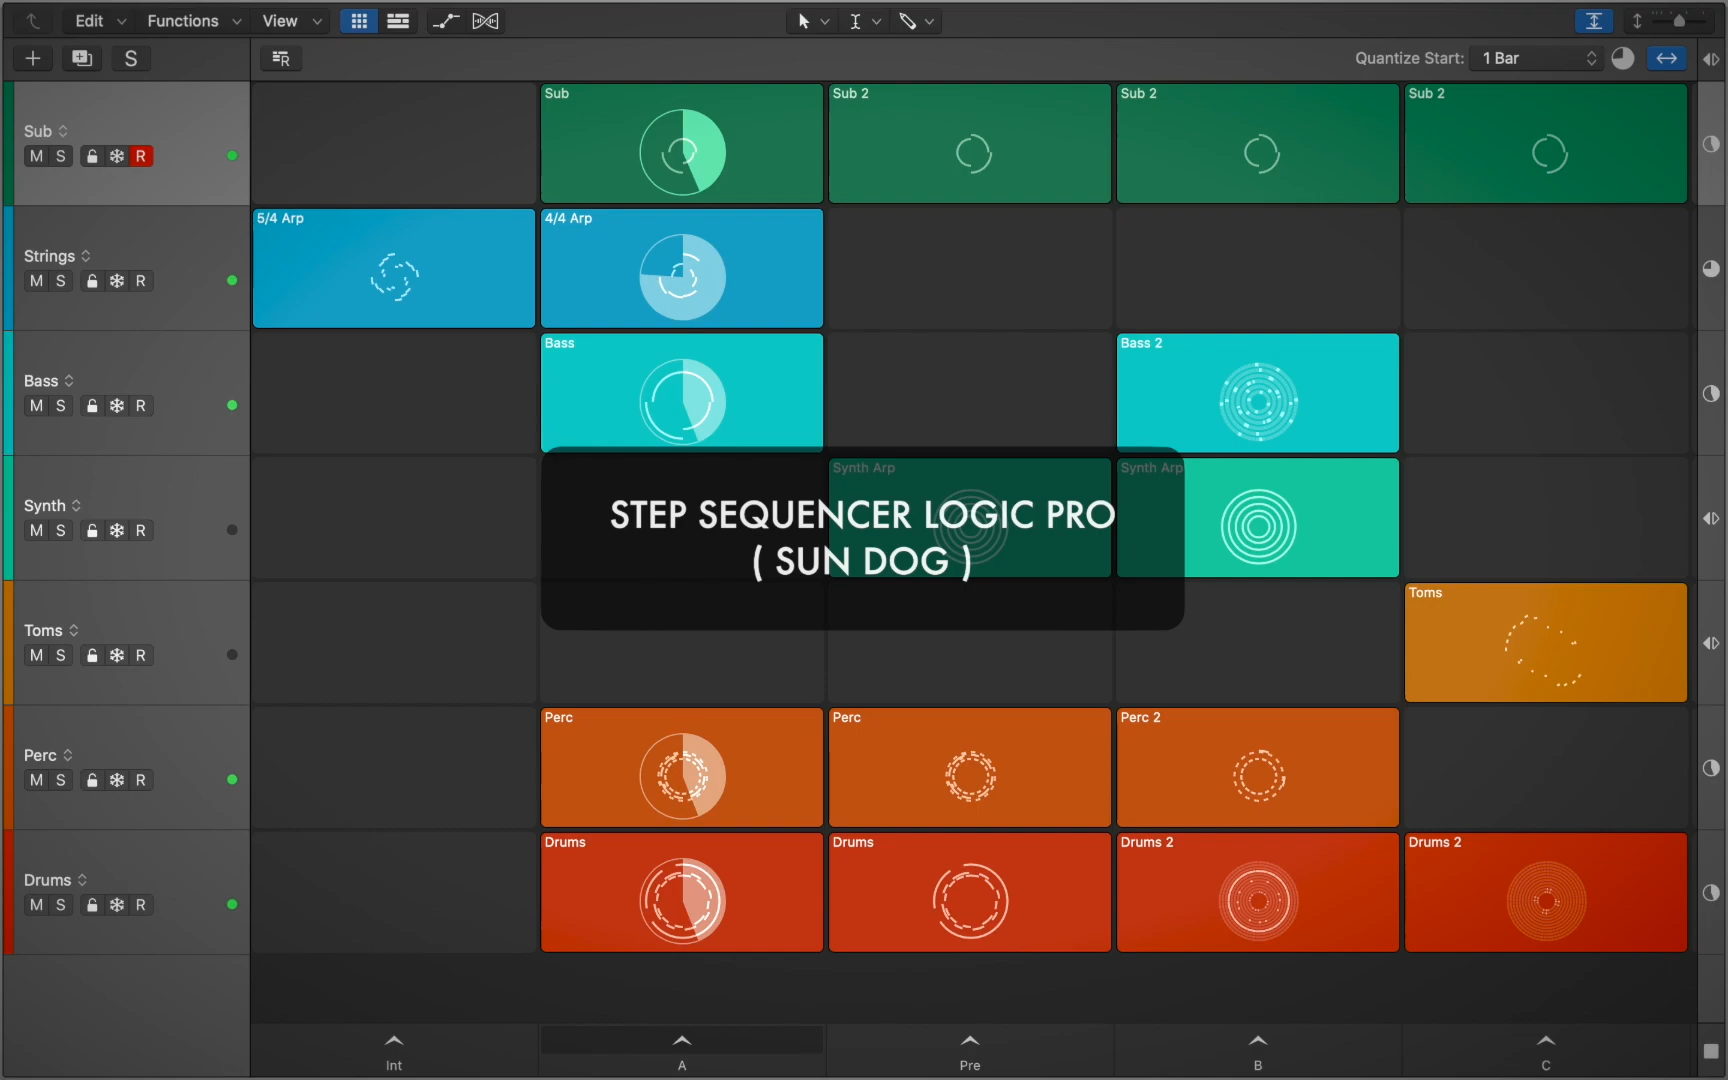 Edit Functions View
S R Quantize Start: 1 Bar
Sub
M S R
Sub Sub 2 Sub 2 Sub 2
Strings
M S R
5/4 Arp 4/4 Arp
Bass
M S R
Bass Bass 2
Synth
M S R
Synth Arp Synth Arp
STEP SEQUENCER LOGIC PRO
( SUN DOG )
Toms
M S R
Toms
Perc
M S R
Perc Perc Perc 2
Drums
M S R
Drums Drums Drums 2 Drums 2
Int A Pre B C